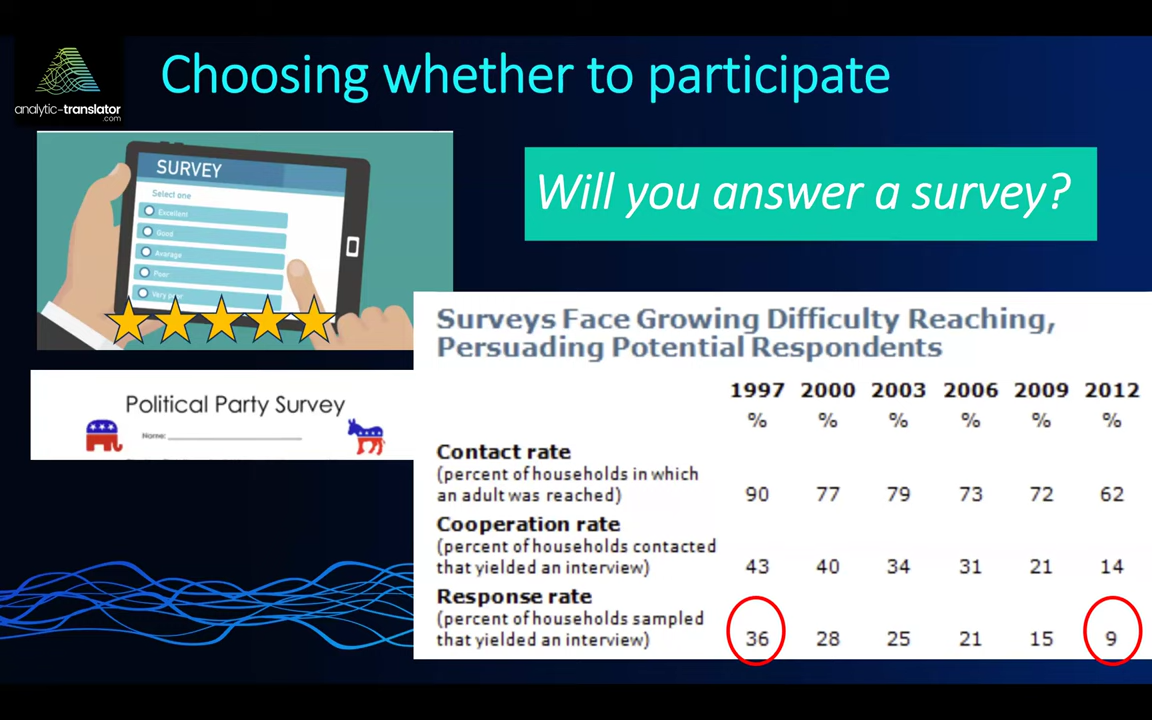 Choosing whether to participate
analytic-translator
.com
SURVEY
Select one
Excellent
Good
Avarage
Peer
Will you answer a survey?
Political Party Survey
Name:
Surveys Face Growing Difficulty Reaching,
Persuading Potential Respondents
1997 2000 2003 2006 2009 2012
% % % % % %
Contact rate
(percent of households in which
an adult was reached) 90 77 79 73 72 62
Cooperation rate
(percent of households contacted
that yielded an interview) 43 40 34 31 21 14
Response rate
(percent of households sampled
that yielded an interview) 36 28 25 21 15 9